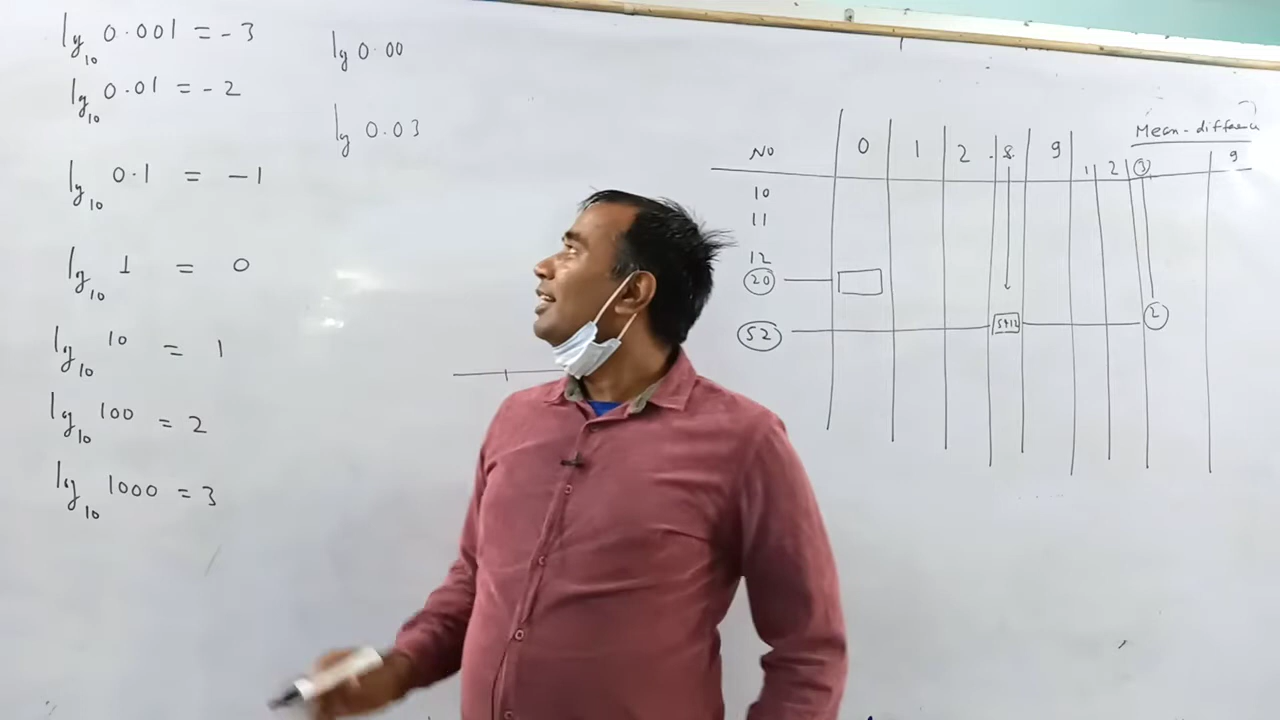 log₁₀ 0.001 = -3
log₁₀ 0.01 = -2
log₁₀ 0.1 = -1
log₁₀ 1 = 0
log₁₀ 10 = 1
log₁₀ 100 = 2
log₁₀ 1000 = 3
log 0.00
log 0.03
Mean-differenc
No 0 1 2 . 8 9 1 2 3 9
10
11
12
20
52 2